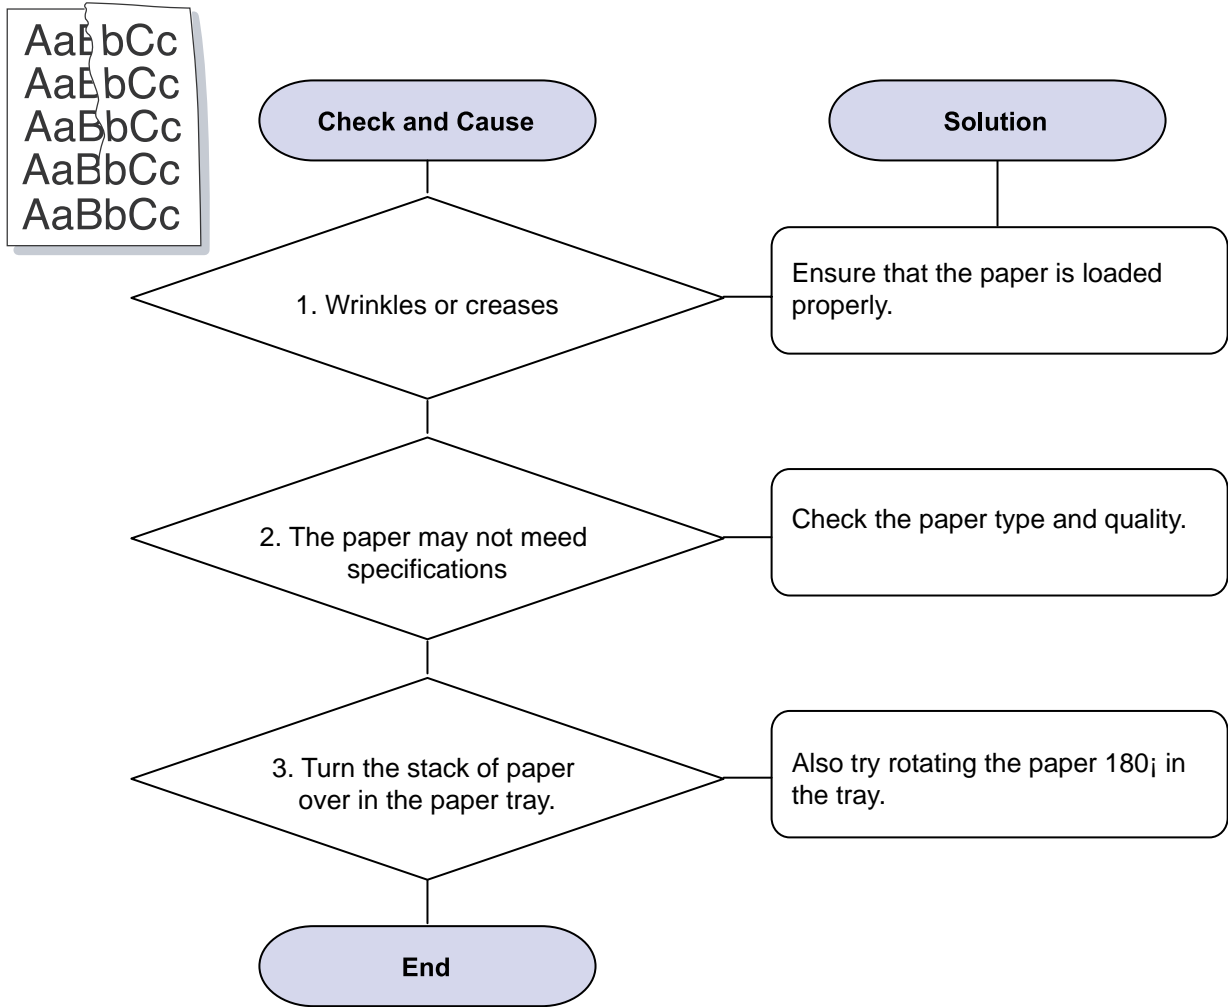 AaBbCc
AaBbCc
AaBbCc
AaBbCc
AaBbCc
Check and Cause
Solution
1. Wrinkles or creases
Ensure that the paper is loaded
properly.
2. The paper may not meed
specifications
Check the paper type and quality.
3. Turn the stack of paper
over in the paper tray.
Also try rotating the paper 180¡ in
the tray.
End